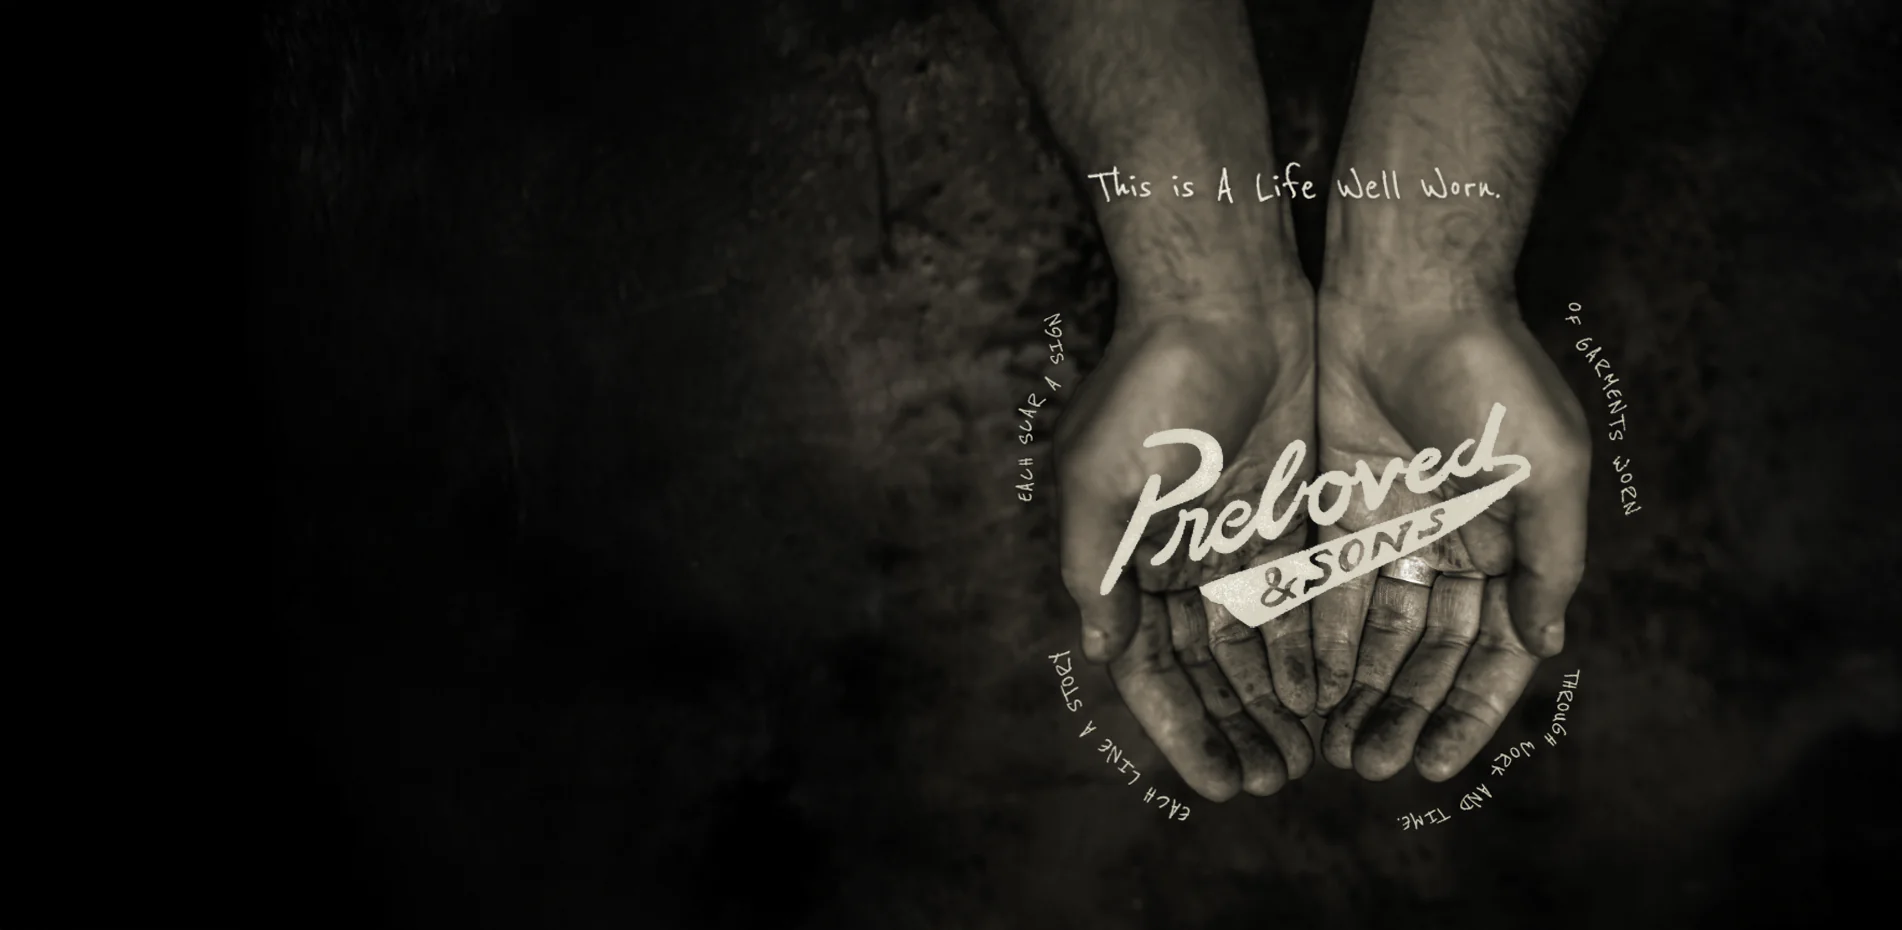 This is A Life Well Worn.
EACH LINE A STORY
EACH SCAR A SIGN
OF GARMENTS WORN
THROUGH WORK AND TIME.
Preloved
& SONS